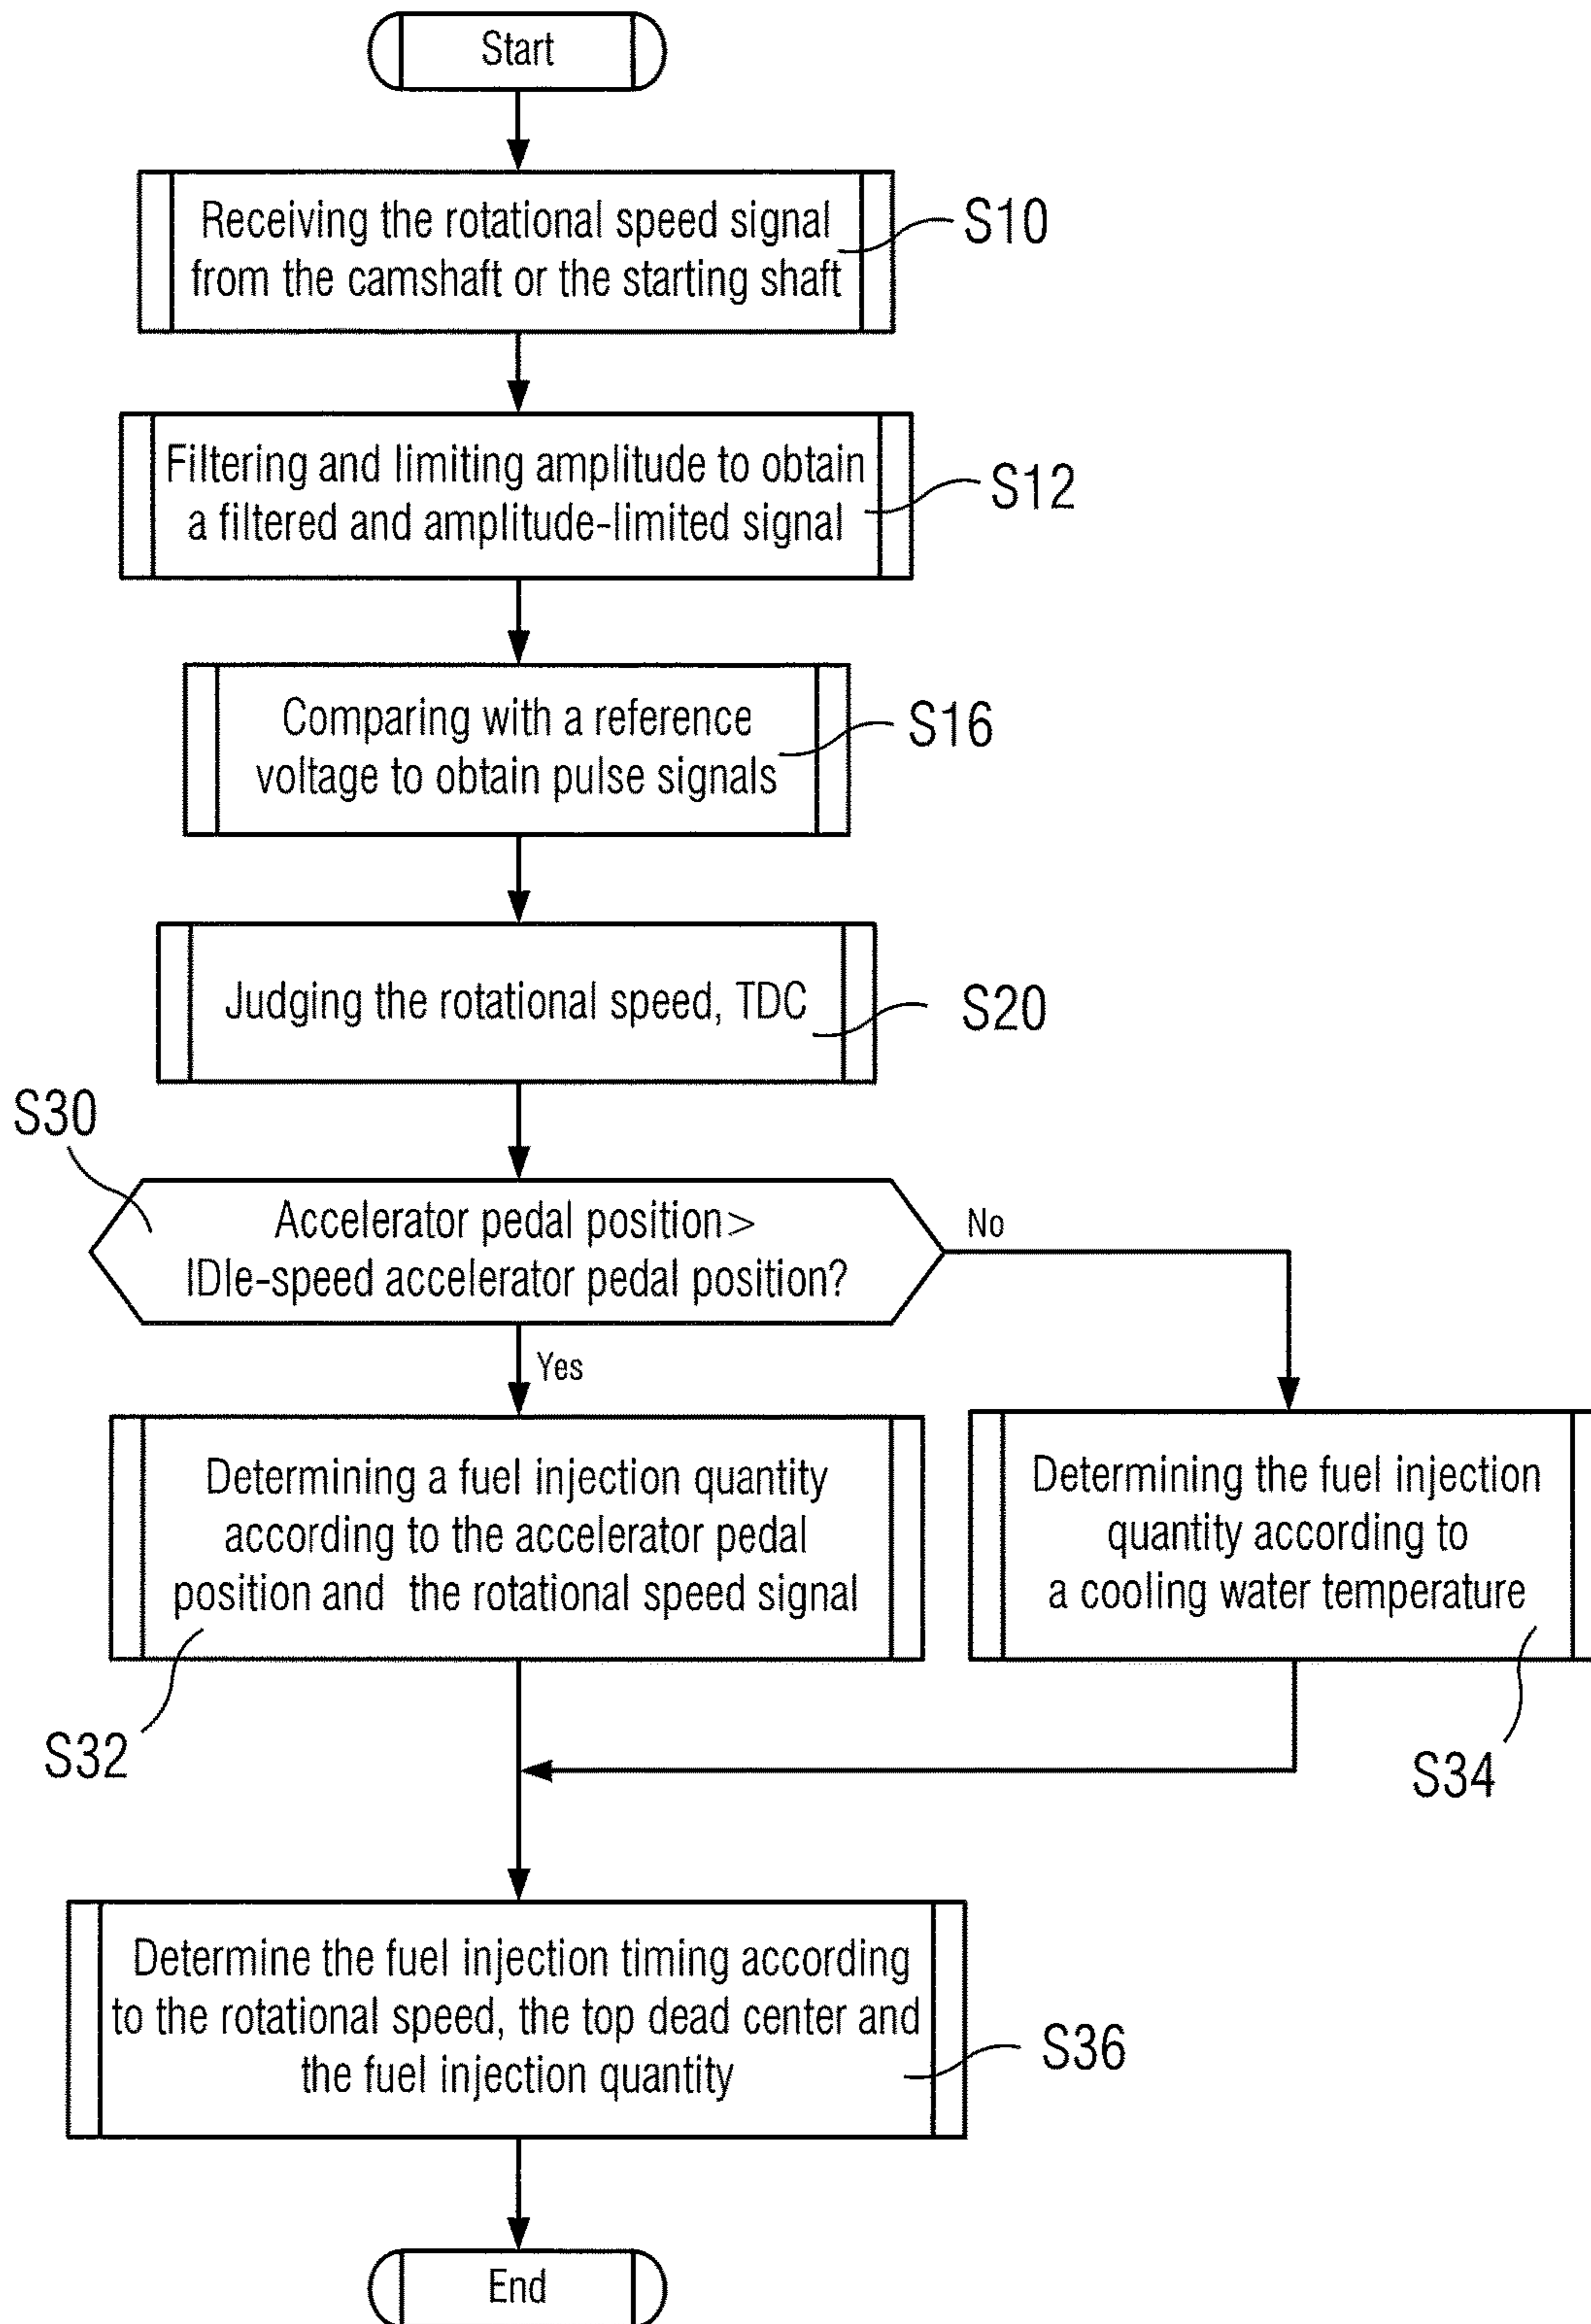 Start
Receiving the rotational speed signal
from the camshaft or the starting shaft
S10
Filtering and limiting amplitude to obtain
a filtered and amplitude-limited signal
S12
Comparing with a reference
voltage to obtain pulse signals
S16
Judging the rotational speed, TDC
S20
S30
Accelerator pedal position>
IDle-speed accelerator pedal position?
No
Yes
Determining a fuel injection quantity
according to the accelerator pedal
position and the rotational speed signal
S32
Determining the fuel injection
quantity according to
a cooling water temperature
S34
Determine the fuel injection timing according
to the rotational speed, the top dead center and
the fuel injection quantity
S36
End